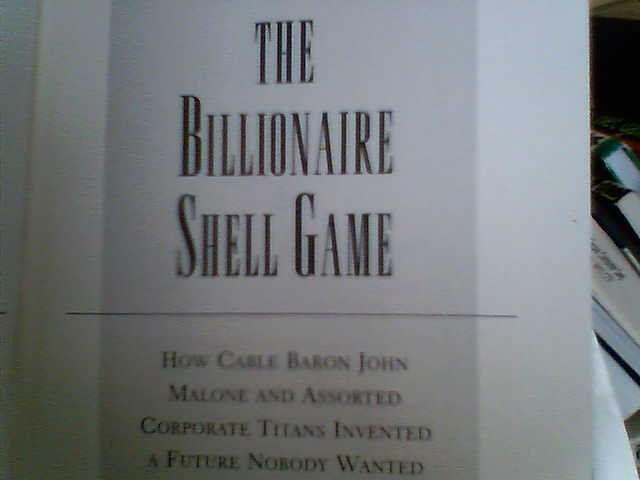 THE
BILLIONAIRE
SHELL GAME
HOW CABLE BARON JOHN
MALONE AND ASSORTED
CORPORATE TITANS INVENTED
A FUTURE NOBODY WANTED